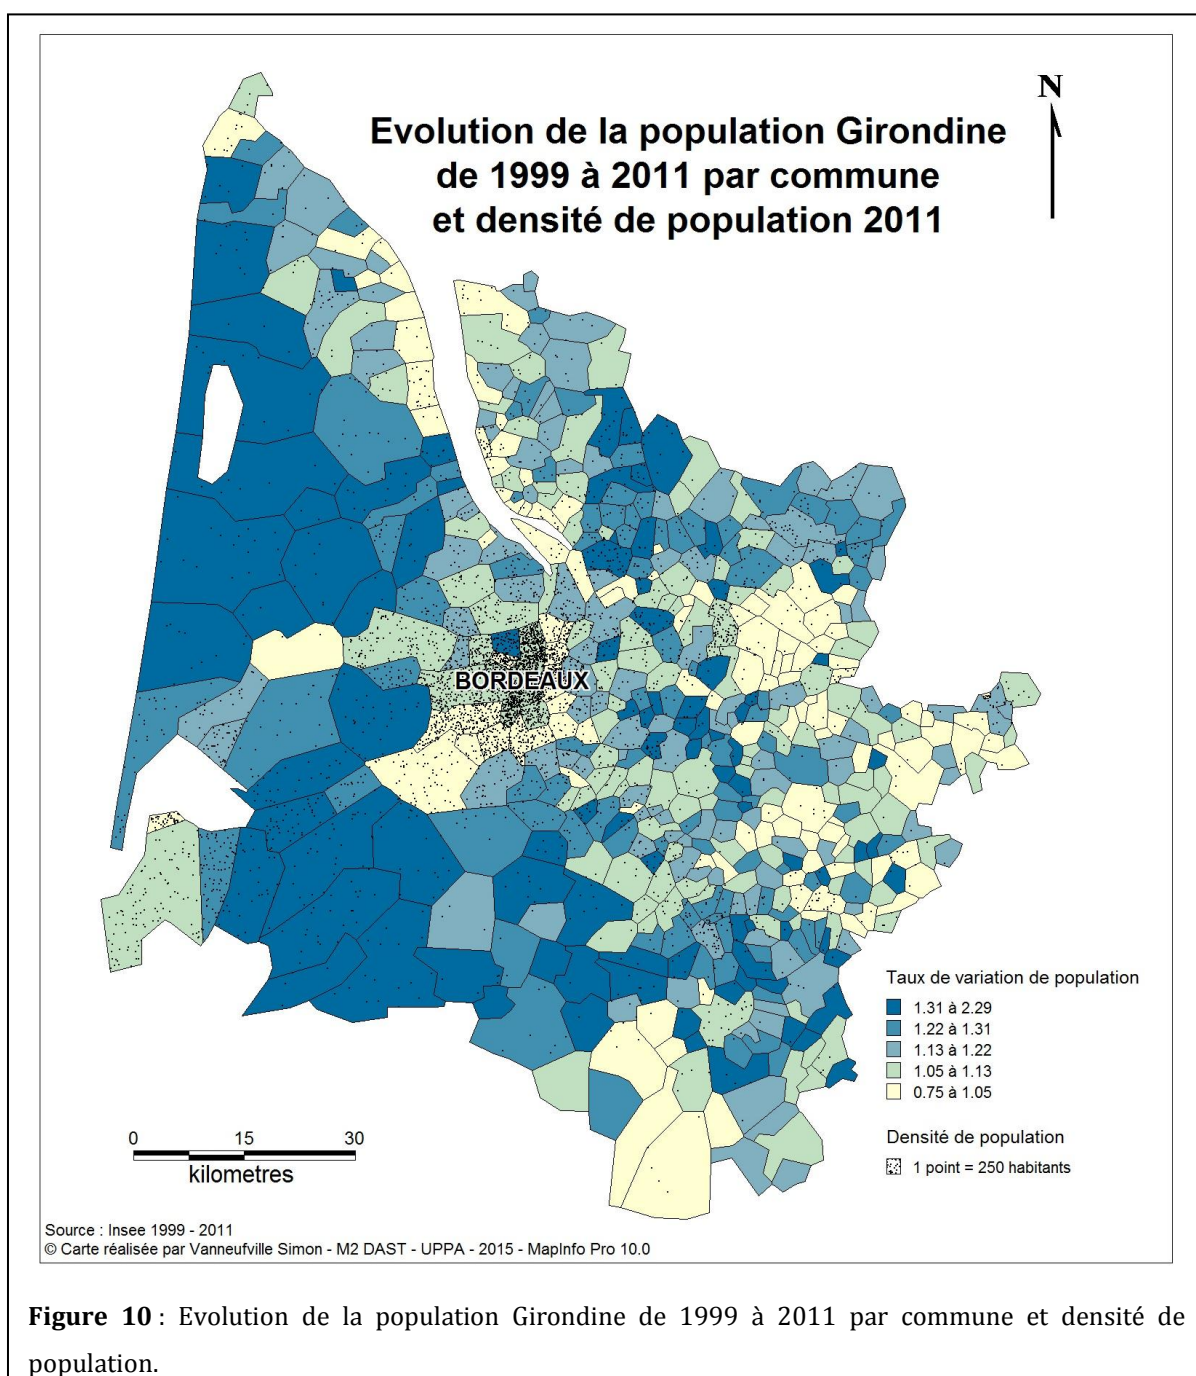 N
Evolution de la population Girondine
de 1999 à 2011 par commune
et densité de population 2011
BORDEAUX
Taux de variation de population
1.31 à 2.29
1.22 à 1.31
1.13 à 1.22
1.05 à 1.13
0.75 à 1.05
Densité de population
1 point = 250 habitants
0 15 30
kilometres
Source : Insee 1999 - 2011
© Carte réalisée par Vanneufville Simon - M2 DAST - UPPA - 2015 - MapInfo Pro 10.0
Figure 10 : Evolution de la population Girondine de 1999 à 2011 par commune et densité de
population.